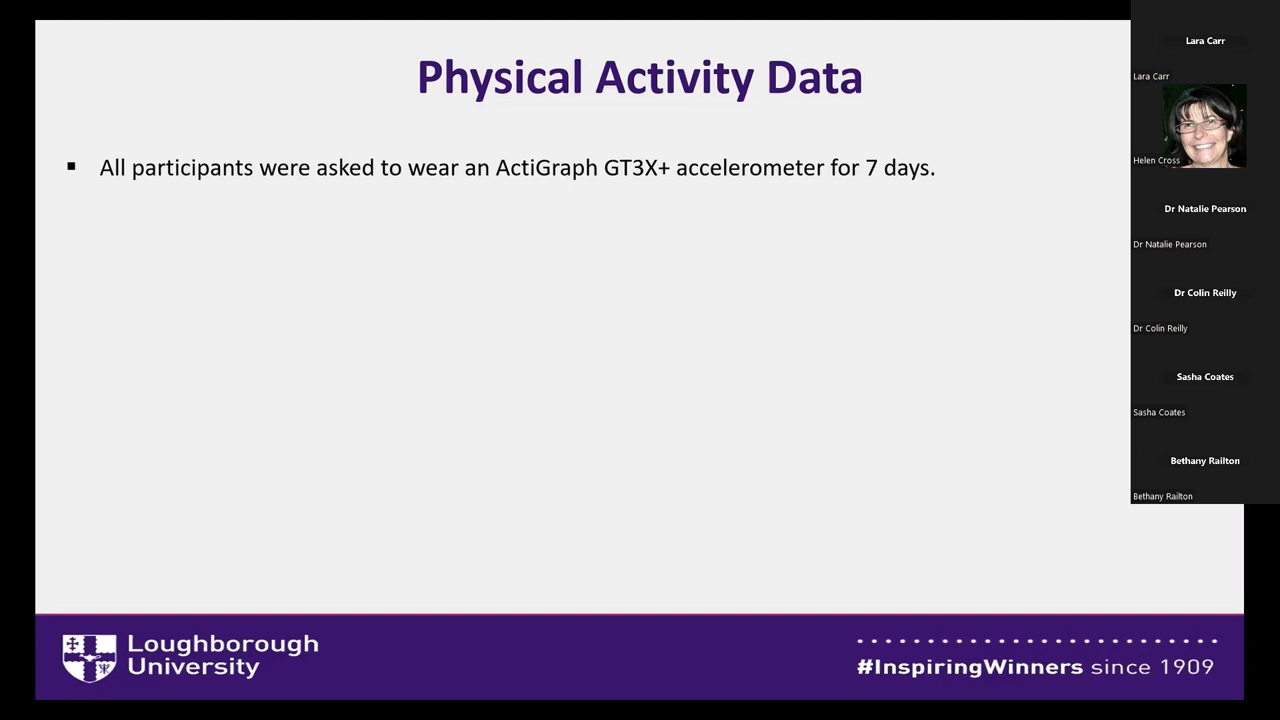 Physical Activity Data
▪ All participants were asked to wear an ActiGraph GT3X+ accelerometer for 7 days.
Lara Carr
Lara Carr
Helen Cross
Dr Natalie Pearson
Dr Natalie Pearson
Dr Colin Reilly
Dr Colin Reilly
Sasha Coates
Sasha Coates
Bethany Railton
Bethany Railton
Loughborough
University
#InspiringWinners since 1909